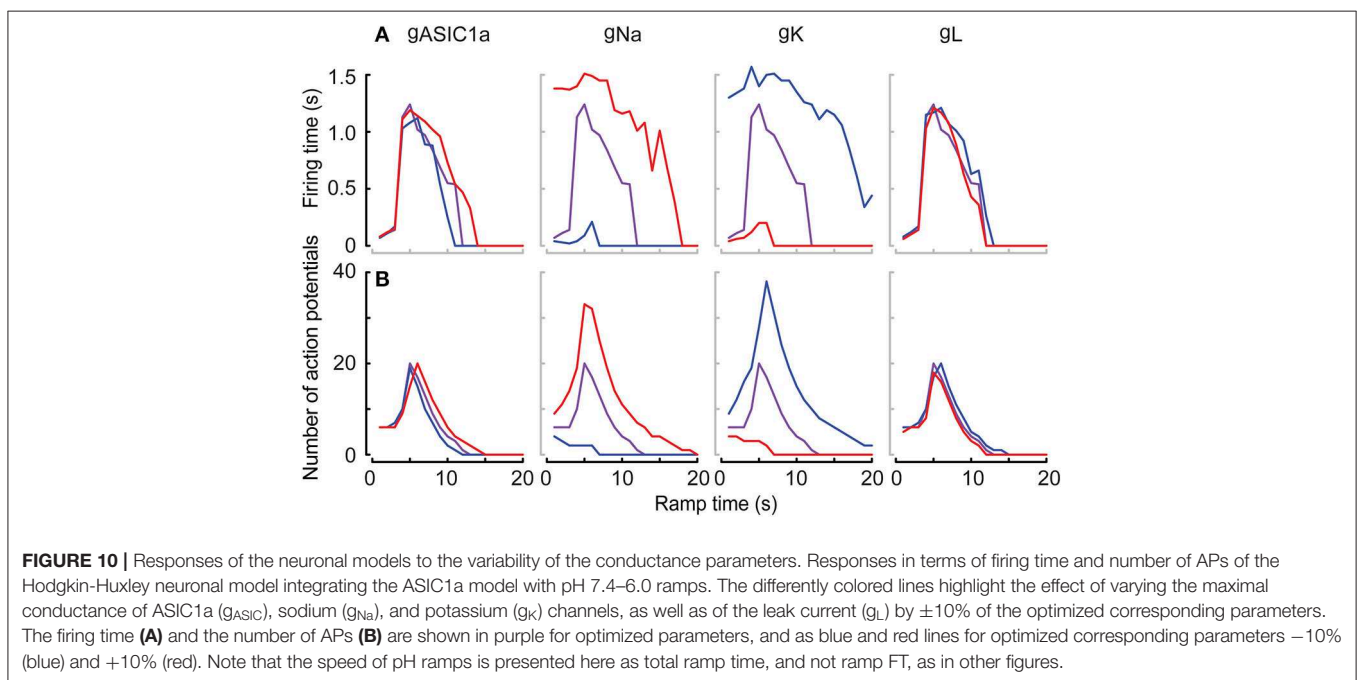 A gASIC1a gNa gK gL
Firing time (s)
1.5
1.0
0.5
0
B
Number of action potentials
40
20
0
0 10 20 0 10 20 0 10 20 0 10 20
Ramp time (s)
FIGURE 10 | Responses of the neuronal models to the variability of the conductance parameters. Responses in terms of firing time and number of APs of the
Hodgkin-Huxley neuronal model integrating the ASIC1a model with pH 7.4–6.0 ramps. The differently colored lines highlight the effect of varying the maximal
conductance of ASIC1a (gASIC), sodium (gNa), and potassium (gK) channels, as well as of the leak current (gL) by ±10% of the optimized corresponding parameters.
The firing time (A) and the number of APs (B) are shown in purple for optimized parameters, and as blue and red lines for optimized corresponding parameters −10%
(blue) and +10% (red). Note that the speed of pH ramps is presented here as total ramp time, and not ramp FT, as in other figures.